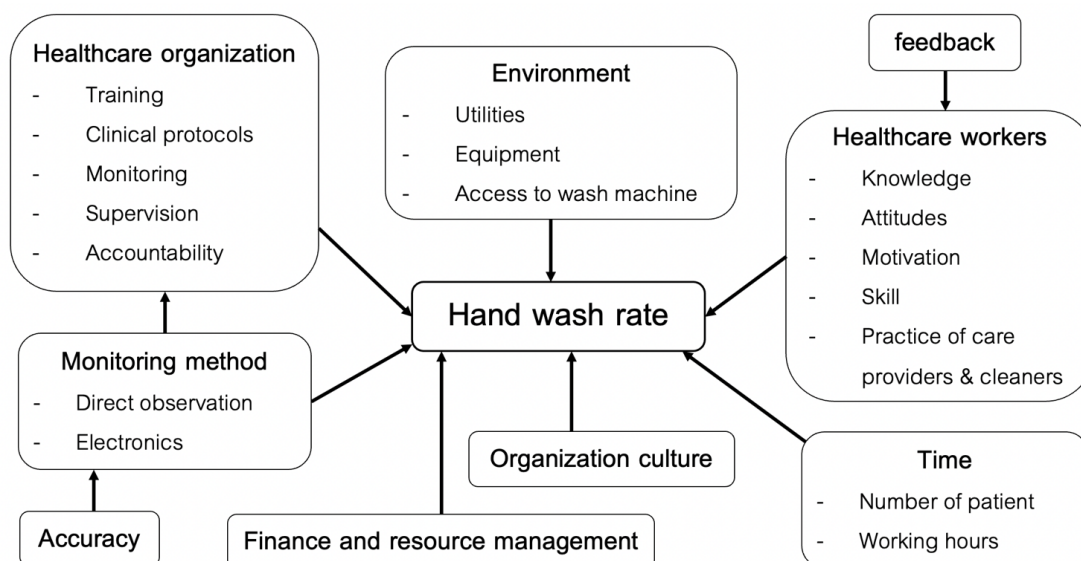 Healthcare organization
- Training
- Clinical protocols
- Monitoring
- Supervision
- Accountability
Environment
- Utilities
- Equipment
- Access to wash machine
feedback
Healthcare workers
- Knowledge
- Attitudes
- Motivation
- Skill
- Practice of care
providers & cleaners
Hand wash rate
Monitoring method
- Direct observation
- Electronics
Organization culture
Time
- Number of patient
- Working hours
Accuracy
Finance and resource management